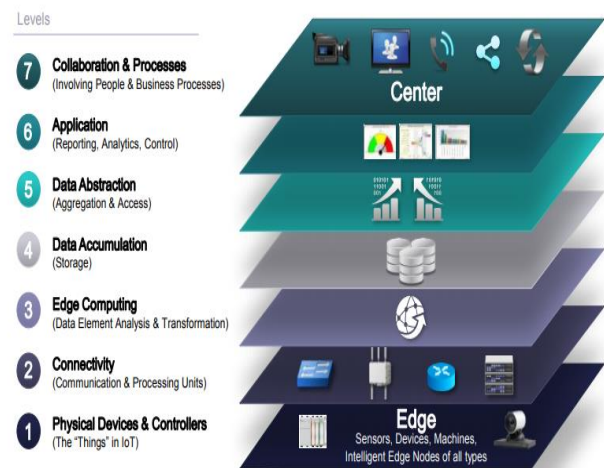 Levels
7 Collaboration & Processes
(Involving People & Business Processes)
6 Application
(Reporting, Analytics, Control)
5 Data Abstraction
(Aggregation & Access)
4 Data Accumulation
(Storage)
3 Edge Computing
(Data Element Analysis & Transformation)
2 Connectivity
(Communication & Processing Units)
1 Physical Devices & Controllers
(The “Things” in IoT)
Center
Edge
Sensors, Devices, Machines,
Intelligent Edge Nodes of all types